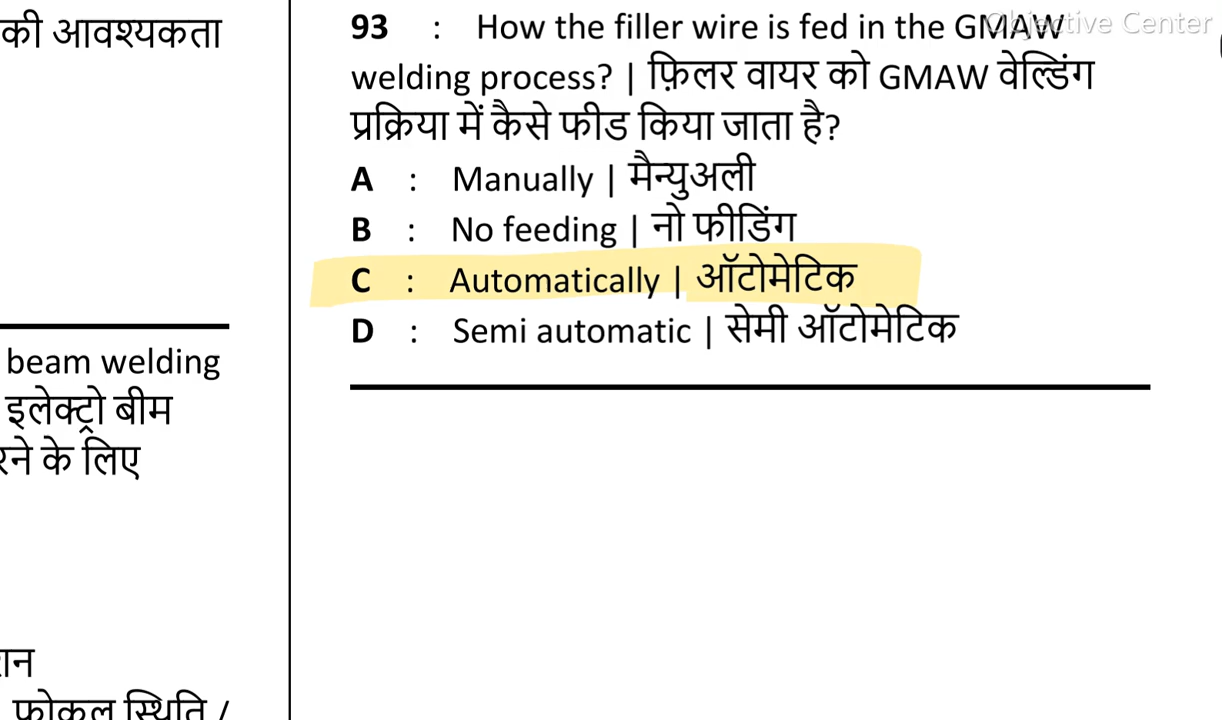 की आवश्यकता
beam welding
इलेक्ट्रो बीम
रने के लिए
फोकल स्थिति /
Objective Center
93 : How the filler wire is fed in the GMAW
welding process? | फ़िलर वायर को GMAW वेल्डिंग
प्रक्रिया में कैसे फीड किया जाता है?
A : Manually | मैन्युअली
B : No feeding | नो फीडिंग
C : Automatically | ऑटोमेटिक
D : Semi automatic | सेमी ऑटोमेटिक